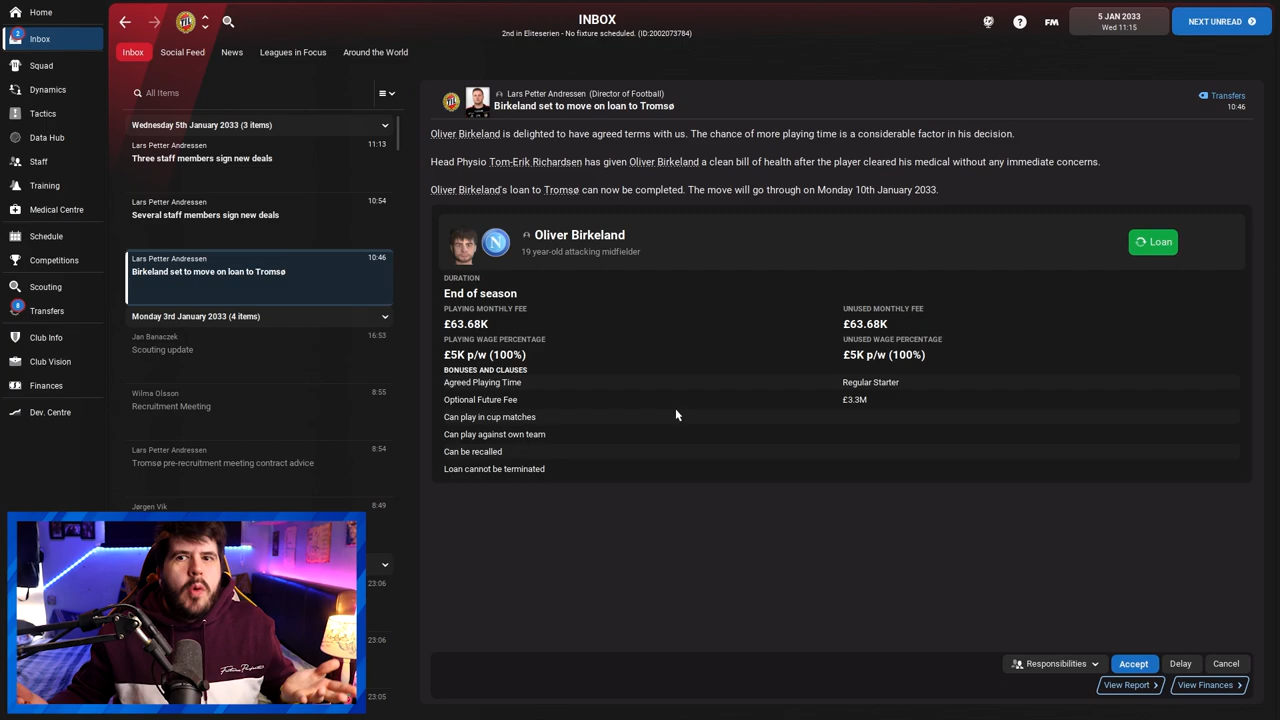 Home
2
Inbox
Squad
Dynamics
Tactics
Data Hub
Staff
Training
Medical Centre
Schedule
Competitions
Scouting
8
Transfers
Club Info
Club Vision
Finances
Dev. Centre
TIL
INBOX
2nd in Eliteserien - No fixture scheduled. (ID:2002073784)
?
FM
5 JAN 2033
Wed 11:15
NEXT UNREAD
Inbox
Social Feed
News
Leagues in Focus
Around the World
All Items
Wednesday 5th January 2033 (3 items)
Lars Petter Andressen
11:13
Three staff members sign new deals
Lars Petter Andressen
10:54
Several staff members sign new deals
Lars Petter Andressen
10:46
Birkeland set to move on loan to Tromsø
Monday 3rd January 2033 (4 items)
Jan Banaczek
16:53
Scouting update
Wilma Olsson
8:55
Recruitment Meeting
Lars Petter Andressen
8:54
Tromsø pre-recruitment meeting contract advice
Jørgen Vik
8:49
23:06
23:06
23:05
TIL
Lars Petter Andressen (Director of Football)
Birkeland set to move on loan to Tromsø
Transfers
10:46
Oliver Birkeland is delighted to have agreed terms with us. The chance of more playing time is a considerable factor in his decision.
Head Physio Tom-Erik Richardsen has given Oliver Birkeland a clean bill of health after the player cleared his medical without any immediate concerns.
Oliver Birkeland's loan to Tromsø can now be completed. The move will go through on Monday 10th January 2033.
N
Oliver Birkeland
19 year-old attacking midfielder
Loan
DURATION
End of season
PLAYING MONTHLY FEE
UNUSED MONTHLY FEE
£63.68K
£63.68K
PLAYING WAGE PERCENTAGE
UNUSED WAGE PERCENTAGE
£5K p/w (100%)
£5K p/w (100%)
BONUSES AND CLAUSES
Agreed Playing Time
Regular Starter
Optional Future Fee
£3.3M
Can play in cup matches
Can play against own team
Can be recalled
Loan cannot be terminated
Responsibilities
Accept
Delay
Cancel
View Report
View Finances